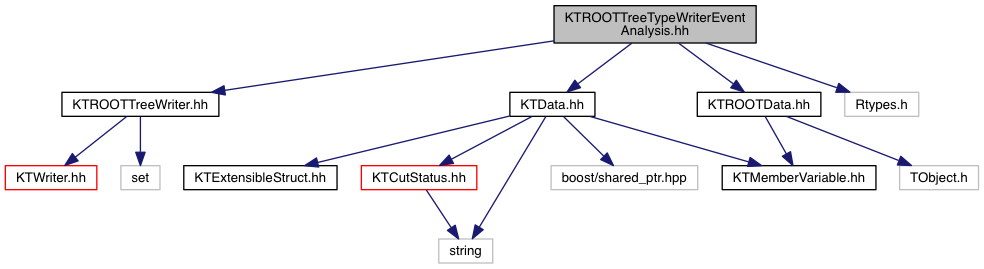 KTROOTTreeTypeWriterEvent
Analysis.hh
KTROOTTreeWriter.hh
KTData.hh
KTROOTData.hh
Rtypes.h
KTWriter.hh
set
KTExtensibleStruct.hh
KTCutStatus.hh
boost/shared_ptr.hpp
KTMemberVariable.hh
TObject.h
string